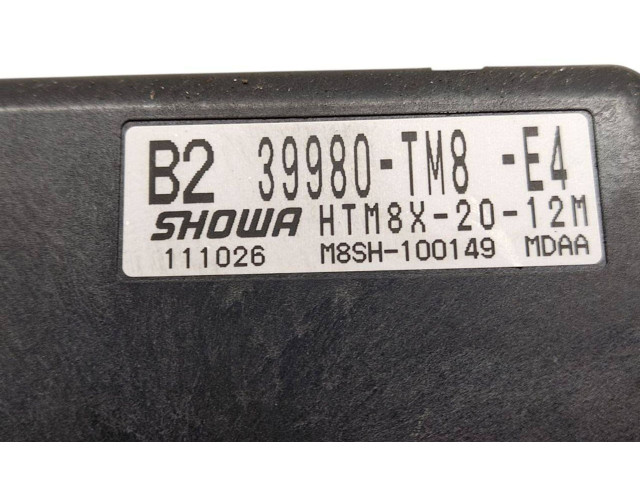 B2 39980-TM8 -E4
SHOWA HTM8X-20-12M
111026 M8SH-100149 MDAA